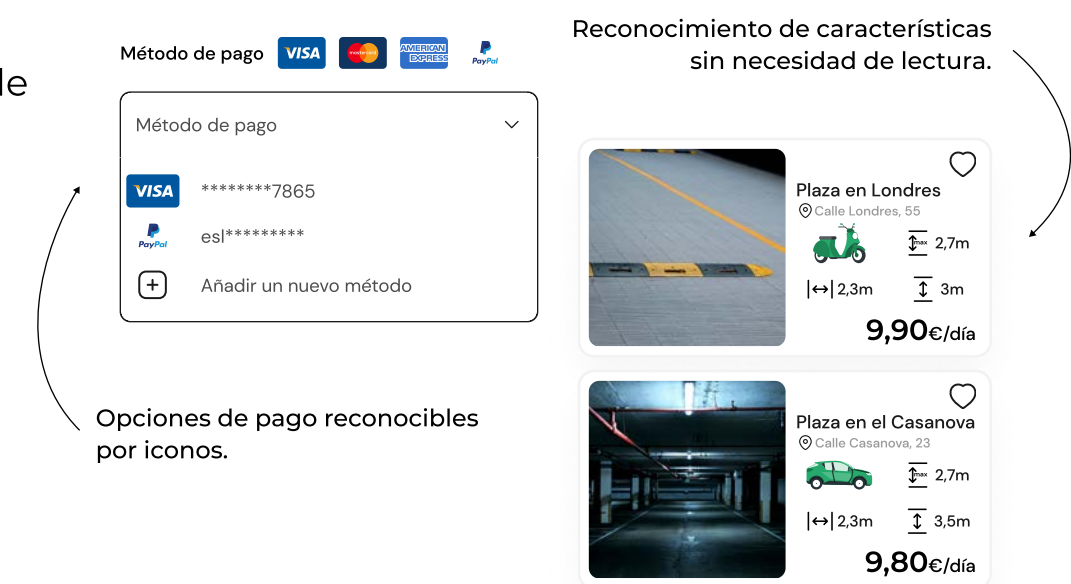 le
Método de pago VISA mastercard AMERICAN EXPRESS PayPal
Método de pago
VISA ********7865
PayPal esl*********
Añadir un nuevo método
Opciones de pago reconocibles
por iconos.
Reconocimiento de características
sin necesidad de lectura.
Plaza en Londres
Calle Londres, 55
max 2,7m
2,3m 3m
9,90€/día
Plaza en el Casanova
Calle Casanova, 23
max 2,7m
2,3m 3,5m
9,80€/día